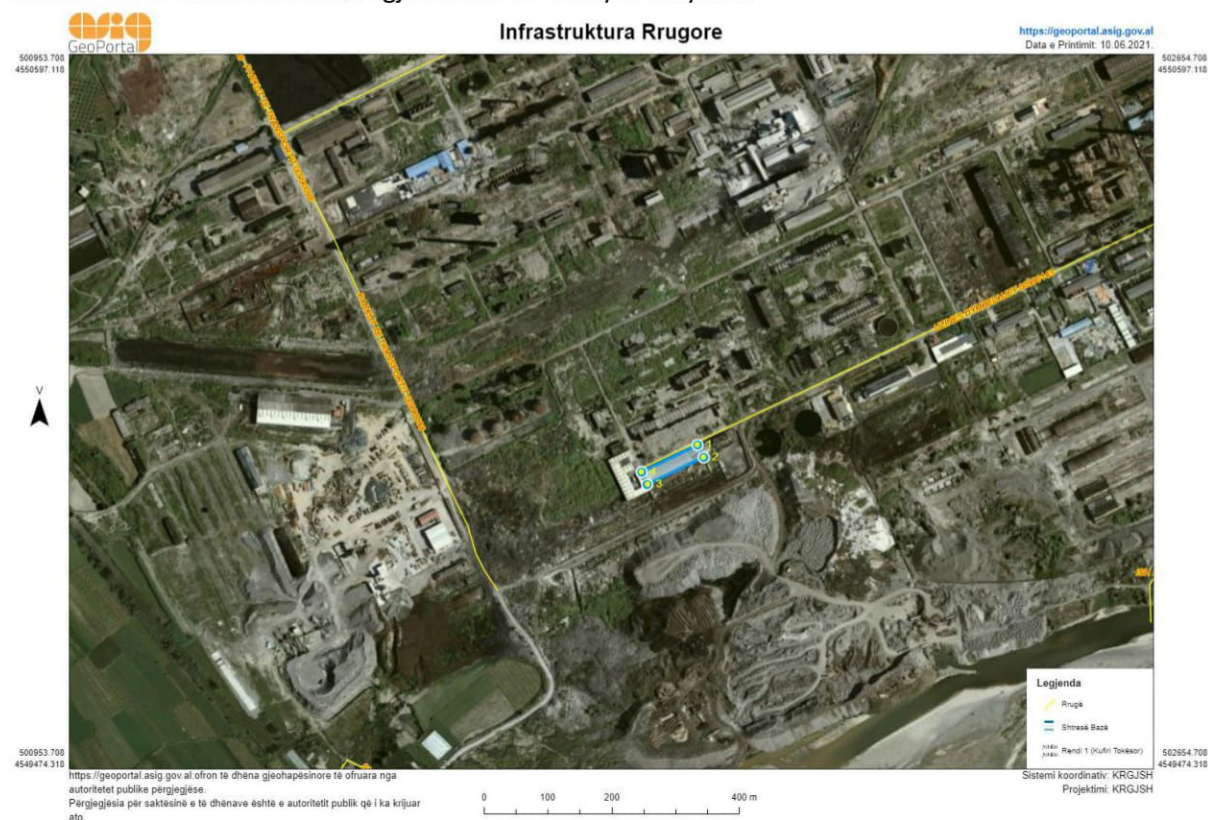 asig
GeoPortal
Infrastruktura Rrugore
https://geoportal.asig.gov.al
Data e Printimit: 10.06.2021.
500953.708
4550597.118
502654.708
4550597.118
V
1
2
4
3
Legjenda
Rrugë
Shtresë Bazë
Rendi 1 (Kufiri Tokësor)
500953.708
4549474.318
502654.708
4549474.318
https://geoportal.asig.gov.al ofron të dhëna gjeohapësinore të ofruara nga
autoritetet publike përgjegjëse.
Përgjegjësia për saktësinë e të dhënave është e autoritetit publik që i ka krijuar
ato.
Sistemi koordinativ: KRGJSH
Projektimi: KRGJSH
0 100 200 400 m